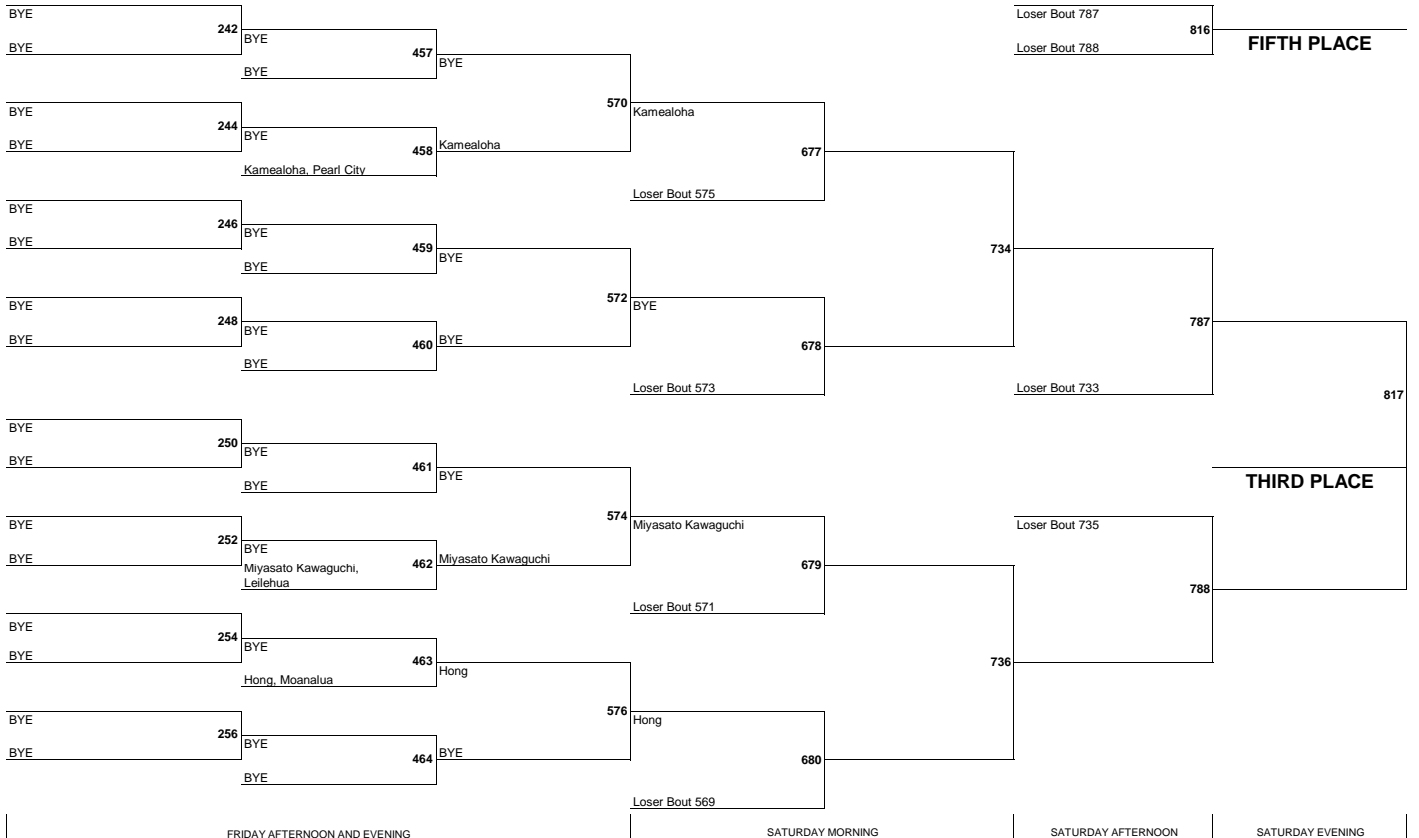 BYE
242
BYE
BYE
457
BYE
BYE
BYE
244
BYE
BYE
458
Kamealoha
Kamealoha, Pearl City
570
Kamealoha
677
Loser Bout 575
BYE
246
BYE
BYE
459
BYE
BYE
BYE
248
BYE
BYE
460
BYE
BYE
572
BYE
678
Loser Bout 573
734
Loser Bout 733
787
BYE
250
BYE
BYE
461
BYE
BYE
BYE
252
BYE
BYE
462
Miyasato Kawaguchi
Miyasato Kawaguchi,
Leilehua
574
Miyasato Kawaguchi
679
Loser Bout 571
BYE
254
BYE
BYE
463
Hong
Hong, Moanalua
BYE
256
BYE
BYE
464
BYE
BYE
576
Hong
680
Loser Bout 569
736
Loser Bout 735
788
817
THIRD PLACE
Loser Bout 787
816
Loser Bout 788
FIFTH PLACE
FRIDAY AFTERNOON AND EVENING
SATURDAY MORNING
SATURDAY AFTERNOON
SATURDAY EVENING